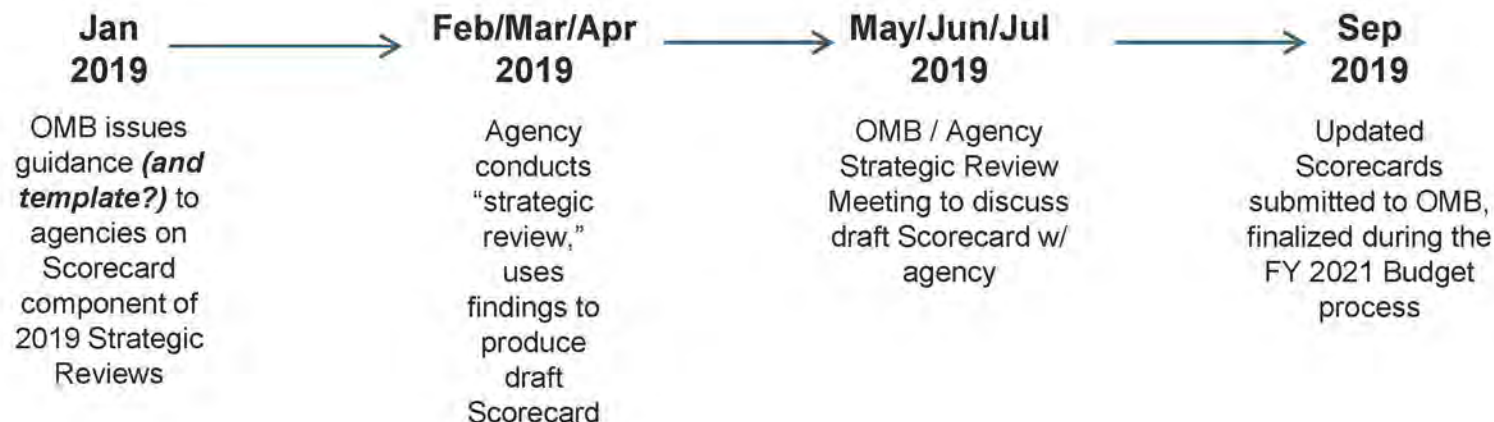 Jan
2019
OMB issues
guidance (and
template?) to
agencies on
Scorecard
component of
2019 Strategic
Reviews
Feb/Mar/Apr
2019
Agency
conducts
“strategic
review,”
uses
findings to
produce
draft
Scorecard
May/Jun/Jul
2019
OMB / Agency
Strategic Review
Meeting to discuss
draft Scorecard w/
agency
Sep
2019
Updated
Scorecards
submitted to OMB,
finalized during the
FY 2021 Budget
process